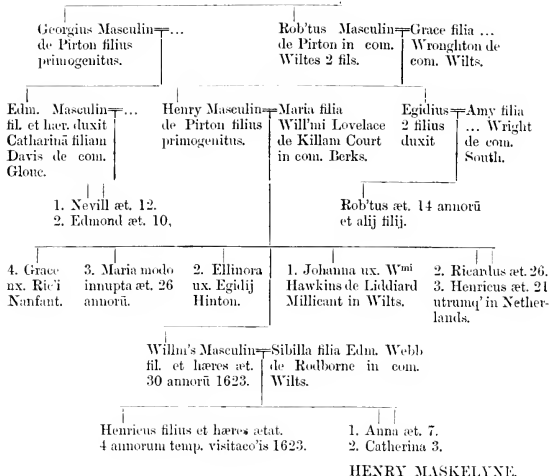 Georgius Masculin=...
de Pirton filius
primogenitus.
Rob'tus Masculin=Grace filia ...
de Pirton in com. Wronghton de
Wiltes 2 fils. com. Wilts.
Edm. Masculin=...
fil. et hær. duxit
Catharinā filiam
Davis de com.
Glouc.
Henry Masculin=Maria filia
de Pirton filius Will'mi Lovelace
primogenitus. de Killam Court
in com. Berks.
Egidius=Amy filia
2 filius ... Wright
duxit de com.
South.
1. Nevill æt. 12.
2. Edmond æt. 10,
Rob'tus æt. 14 annorū
et alij filij.
4. Grace
ux. Ric'i
Nanfant.
3. Maria modo
innupta æt. 26
annorū.
2. Ellinora
ux. Egidij
Hinton.
1. Johanna ux. Wmi
Hawkins de Liddiard
Millicant in Wilts.
2. Ricardus æt. 26.
3. Henricus æt. 21
utrumq' in Nether-
lands.
Willm's Masculin=Sibilla filia Edm. Webb
fil. et hæres æt. de Rodborne in com.
30 annorū 1623. Wilts.
Henricus filius et hæres ætat.
4 annorum temp. visitaco'is 1623.
1. Anna æt. 7.
2. Catherina 3.
HENRY MASKELYNE.